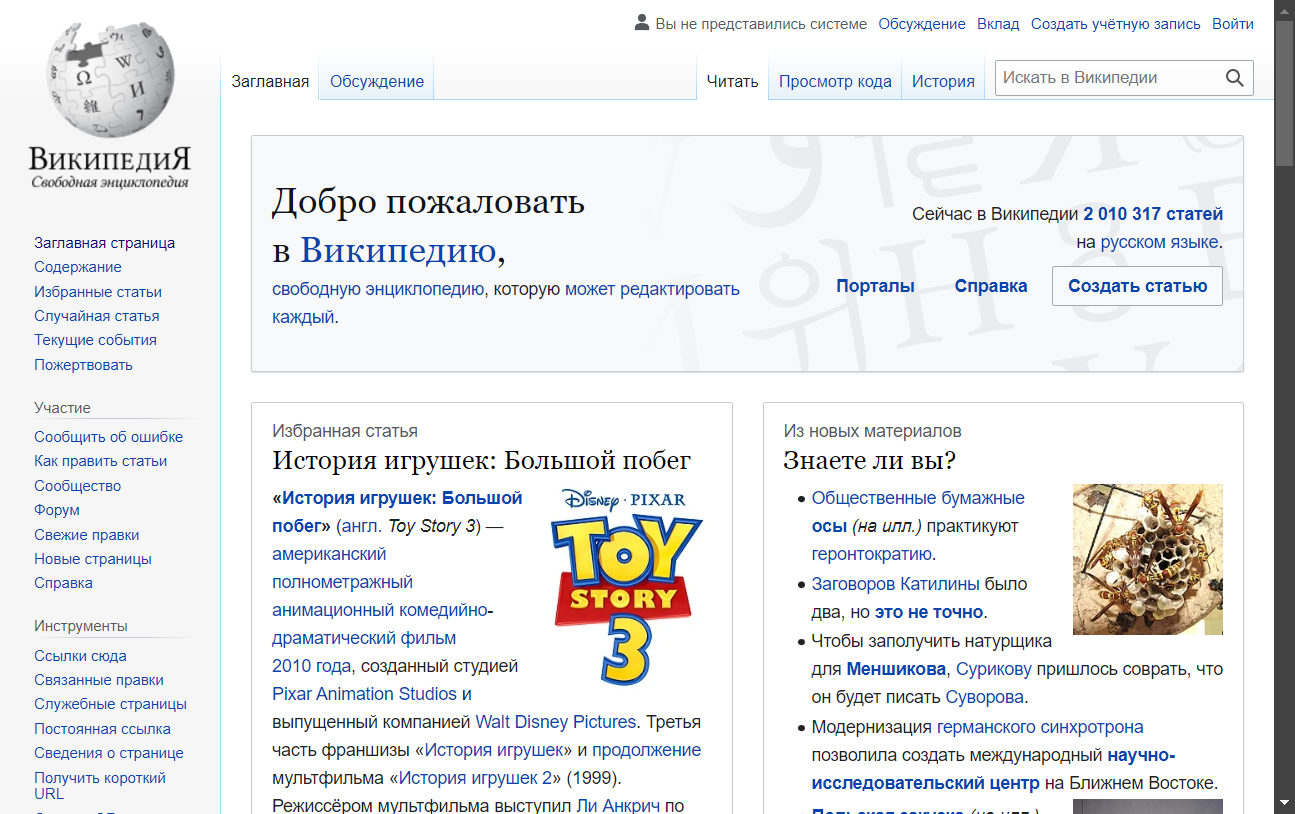 Вы не представились системе Обсуждение Вклад Создать учётную запись Войти
Заглавная Обсуждение Читать Просмотр кода История Искать в Википедии
ВикипедиЯ
Свободная энциклопедия
Заглавная страница
Содержание
Избранные статьи
Случайная статья
Текущие события
Пожертвовать
Участие
Сообщить об ошибке
Как править статьи
Сообщество
Форум
Свежие правки
Новые страницы
Справка
Инструменты
Ссылки сюда
Связанные правки
Служебные страницы
Постоянная ссылка
Сведения о странице
Получить короткий
URL
Добро пожаловать
в Википедию,
свободную энциклопедию, которую может редактировать
каждый.
Сейчас в Википедии 2 010 317 статей
на русском языке.
Порталы Справка Создать статью
Избранная статья
История игрушек: Большой побег
«История игрушек: Большой
побег» (англ. Toy Story 3) —
американский
полнометражный
анимационный комедийно-
драматический фильм
2010 года, созданный студией
Pixar Animation Studios и
выпущенный компанией Walt Disney Pictures. Третья
часть франшизы «История игрушек» и продолжение
мультфильма «История игрушек 2» (1999).
Режиссёром мультфильма выступил Ли Анкрич по
DISNEY · PIXAR
TOY
STORY
3
Из новых материалов
Знаете ли вы?
Общественные бумажные
осы (на илл.) практикуют
геронтократию.
Заговоров Катилины было
два, но это не точно.
Чтобы заполучить натурщика
для Меншикова, Сурикову пришлось соврать, что
он будет писать Суворова.
Модернизация германского синхротрона
позволила создать международный научно-
исследовательский центр на Ближнем Востоке.
Польская закуска (на илл.)